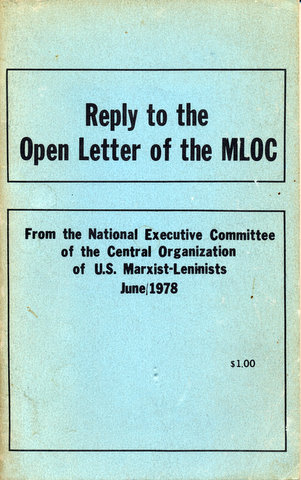 Reply to the
Open Letter of the MLOC
From the National Executive Committee
of the Central Organization
of U.S. Marxist-Leninists
June/1978
$1.00